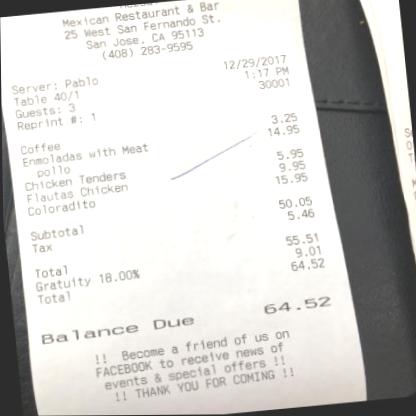 Mexican Restaurant & Bar
25 West San Fernando St.
San Jose, CA 95113
(408) 283-9595
Server: Pablo 12/29/2017
Table 40/1 1:17 PM
Guests: 3 30001
Reprint #: 1
Coffee 3.25
Enmoladas with Meat 14.95
pollo
Chicken Tenders 5.95
Flautas Chicken 9.95
Coloradito 15.95
Subtotal 50.05
Tax 5.46
Total 55.51
Gratuity 18.00% 9.01
Total 64.52
Balance Due 64.52
!! Become a friend of us on
FACEBOOK to receive news of
events & special offers !!
!! THANK YOU FOR COMING !!